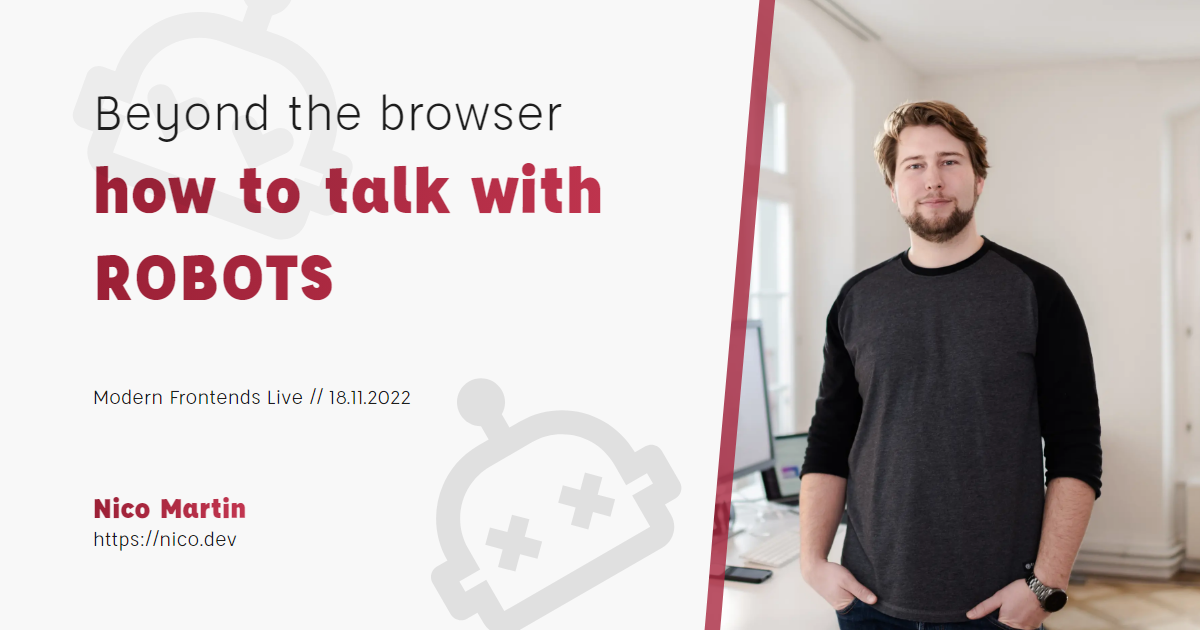 Beyond the browser
how to talk with
ROBOTS
Modern Frontends Live // 18.11.2022
Nico Martin
https://nico.dev